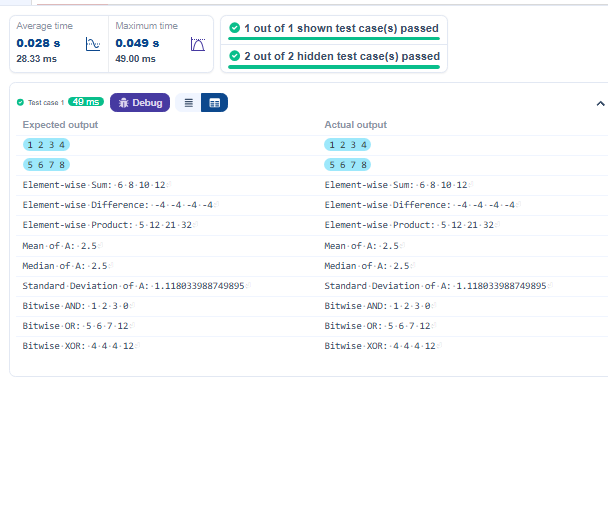 Average time
Maximum time
0.028 s
0.049 s
28.33 ms
49.00 ms
1 out of 1 shown test case(s) passed
2 out of 2 hidden test case(s) passed
Test case 1 49 ms Debug
Expected output
Actual output
1 2 3 4
1 2 3 4
5 6 7 8
5 6 7 8
Element-wise·Sum:·6·8·10·12
Element-wise·Sum:·6·8·10·12
Element-wise·Difference:·-4·-4·-4·-4
Element-wise·Difference:·-4·-4·-4·-4
Element-wise·Product:·5·12·21·32
Element-wise·Product:·5·12·21·32
Mean·of·A:·2.5
Mean·of·A:·2.5
Median·of·A:·2.5
Median·of·A:·2.5
Standard·Deviation·of·A:·1.118033988749895
Standard·Deviation·of·A:·1.118033988749895
Bitwise·AND:·1·2·3·0
Bitwise·AND:·1·2·3·0
Bitwise·OR:·5·6·7·12
Bitwise·OR:·5·6·7·12
Bitwise·XOR:·4·4·4·12
Bitwise·XOR:·4·4·4·12